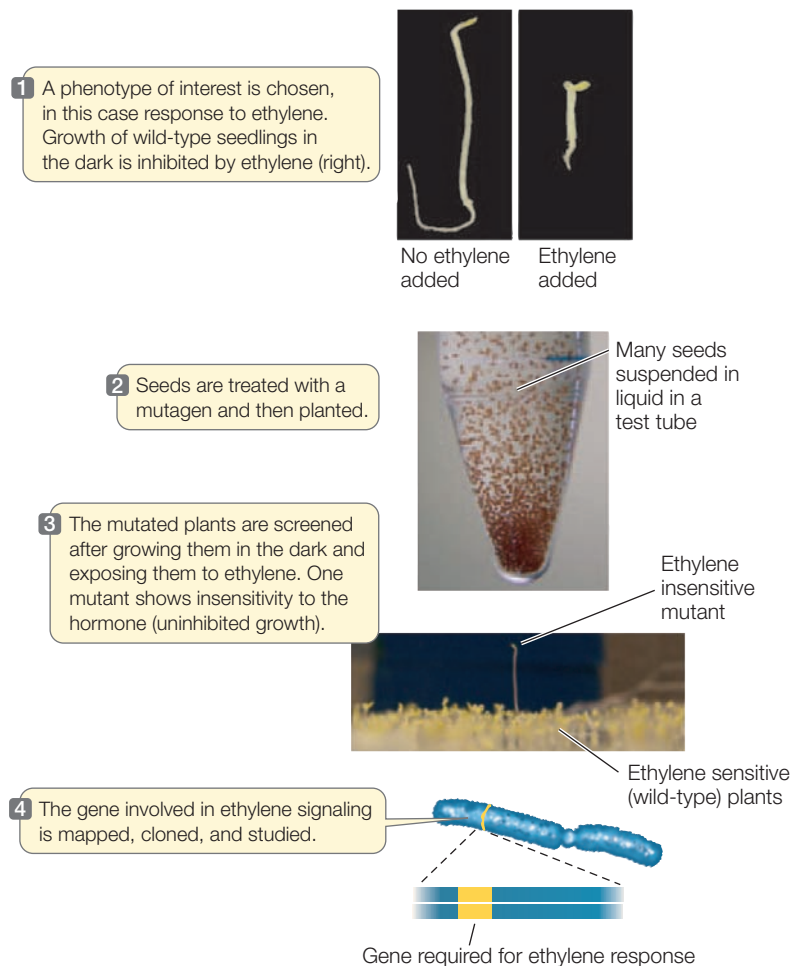 1 A phenotype of interest is chosen,
in this case response to ethylene.
Growth of wild-type seedlings in
the dark is inhibited by ethylene (right).
No ethylene
added
Ethylene
added
2 Seeds are treated with a
mutagen and then planted.
Many seeds
suspended in
liquid in a
test tube
3 The mutated plants are screened
after growing them in the dark and
exposing them to ethylene. One
mutant shows insensitivity to the
hormone (uninhibited growth).
Ethylene
insensitive
mutant
Ethylene sensitive
(wild-type) plants
4 The gene involved in ethylene signaling
is mapped, cloned, and studied.
Gene required for ethylene response